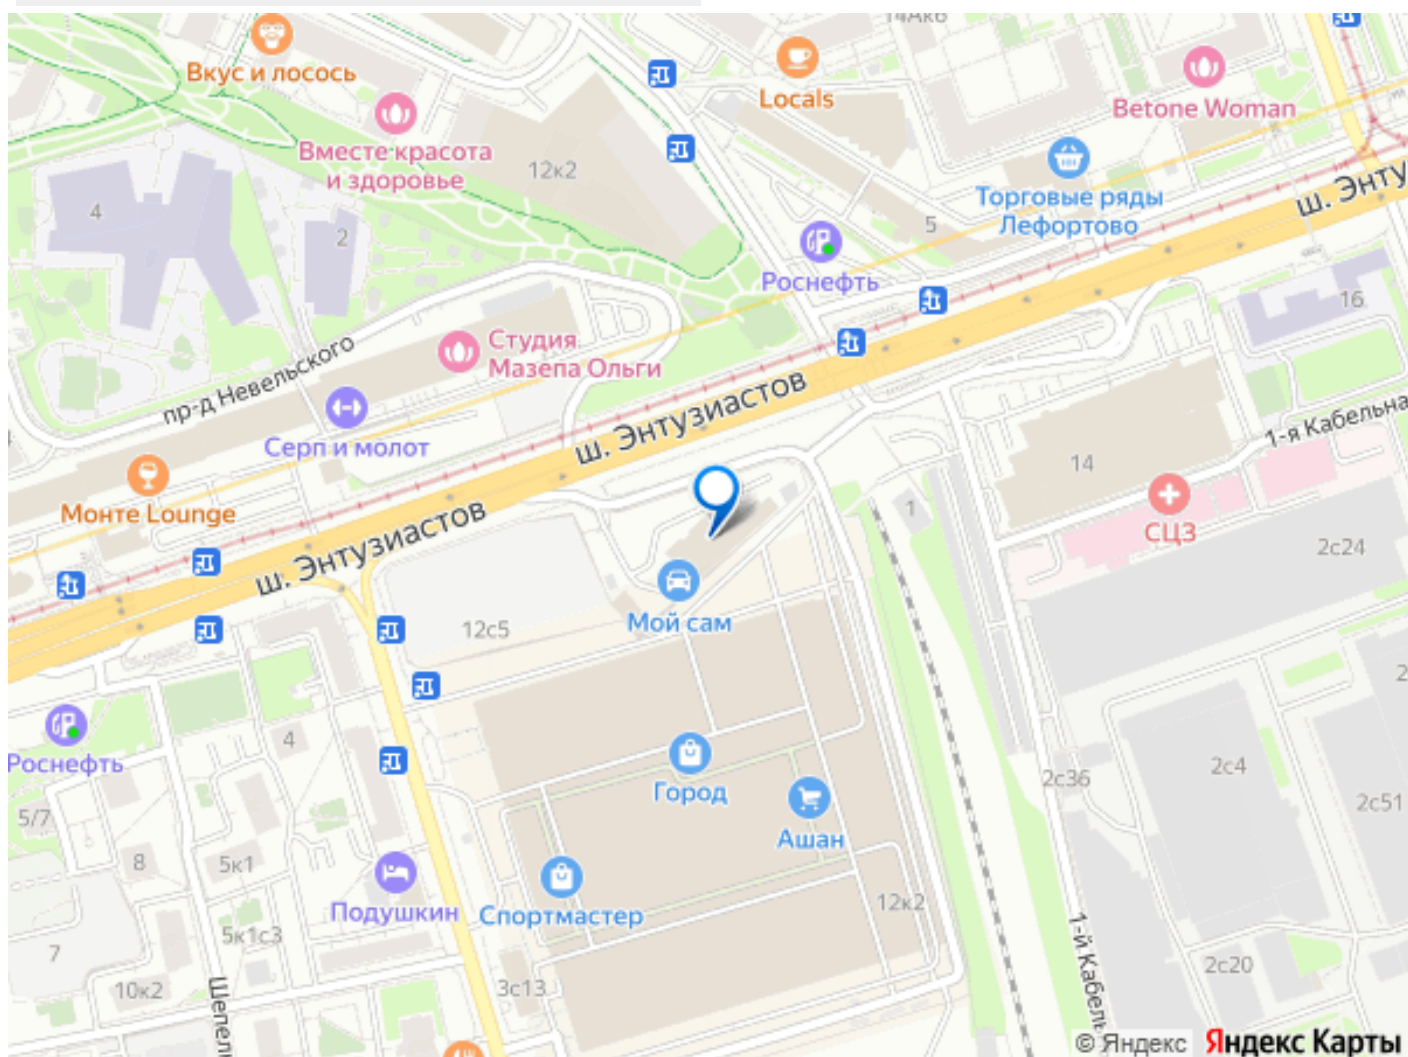 14Ак6
Вкус и лосось
Locals
Betone Woman
Вместе красота
и здоровье
12к2
Торговые ряды
Лефортово
ш. Энту
4
2
5
Роснефть
16
Студия
Мазепа Ольги
пр-д Невельского
ш. Энтузиастов
1-я Кабельна
Серп и молот
14
Монте Lounge
ш. Энтузиастов
1
СЦЗ
2с24
Мой сам
12с5
2
Роснефть
4
Город
2с36
2с4
2с51
5/7
Ашан
8
5к1
Подушкин
Спортмастер
12к2
7
5к1с3
1-й Кабель
2с20
10к2
Шепел
3с13
© Яндекс
Яндекс Карты